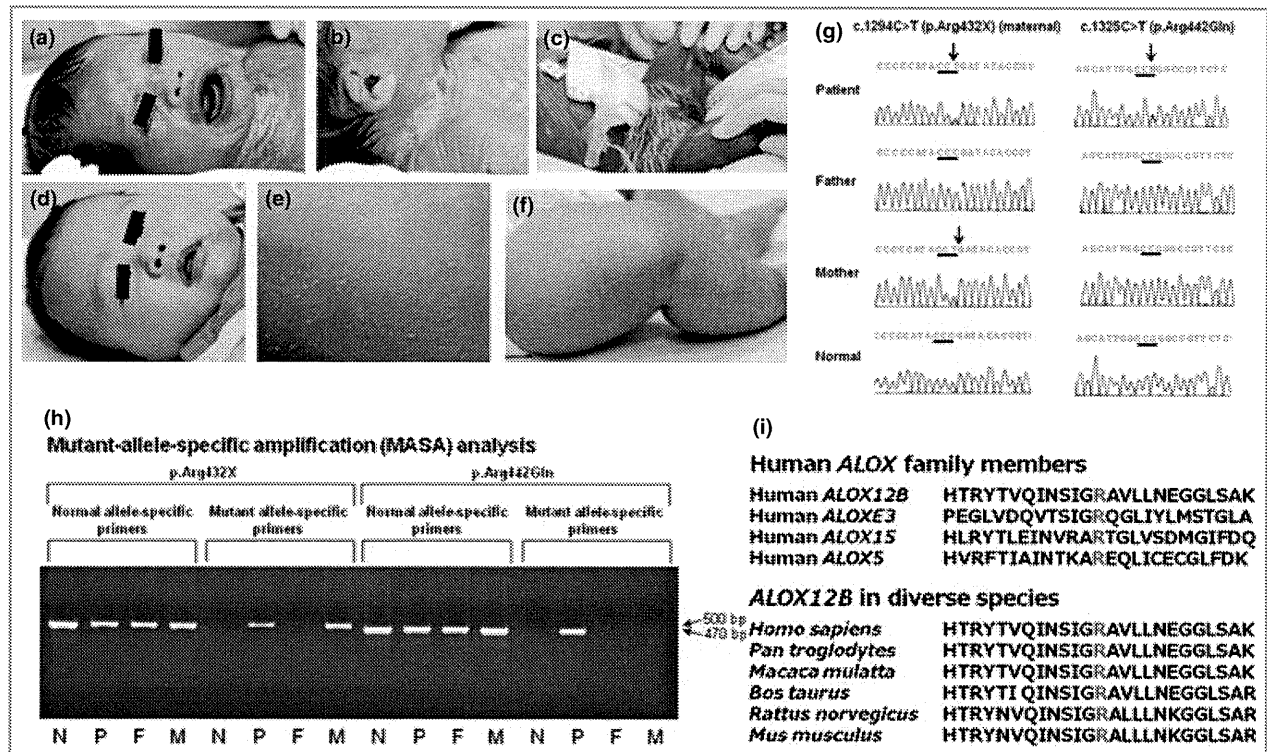 (a)
(b)
(c)
(d)
(e)
(f)
(g)
c.1294C>T (p.Arg432X) (maternal)
c.1325C>T (p.Arg442Gln)
Patient
Father
Mother
Normal
(h)
Mutant-allele-specific amplification (MASA) analysis
p.Arg432X
p.Arg442Gln
Normal allele-specific primers
Mutant allele-specific primers
Normal allele-specific primers
Mutant allele-specific primers
500 bp
470 bp
N P F M N P F M N P F M N P F M
(i)
Human ALOX family members
Human ALOX12B HTRYTVQINSIGRAVLLNEGGLSAK
Human ALOXE3 PEGLVDQVTSIGRQGLIYLMSTGLA
Human ALOX15 HLRYTLEINVRARTGLVSDMGIFDQ
Human ALOX5 HVRFTIAINTKAREQLICECGLFDK
ALOX12B in diverse species
Homo sapiens HTRYTVQINSIGRAVLLNEGGLSAK
Pan troglodytes HTRYTVQINSIGRAVLLNEGGLSAK
Macaca mulatta HTRYTVQINSIGRAVLLNEGGLSAK
Bos taurus HTRYTI QINSIGRAVLLNEGGLSAR
Rattus norvegicus HTRYNVQINSIGRALLLNKGGLSAR
Mus musculus HTRYNVQINSIGRALLLNKGGLSAR